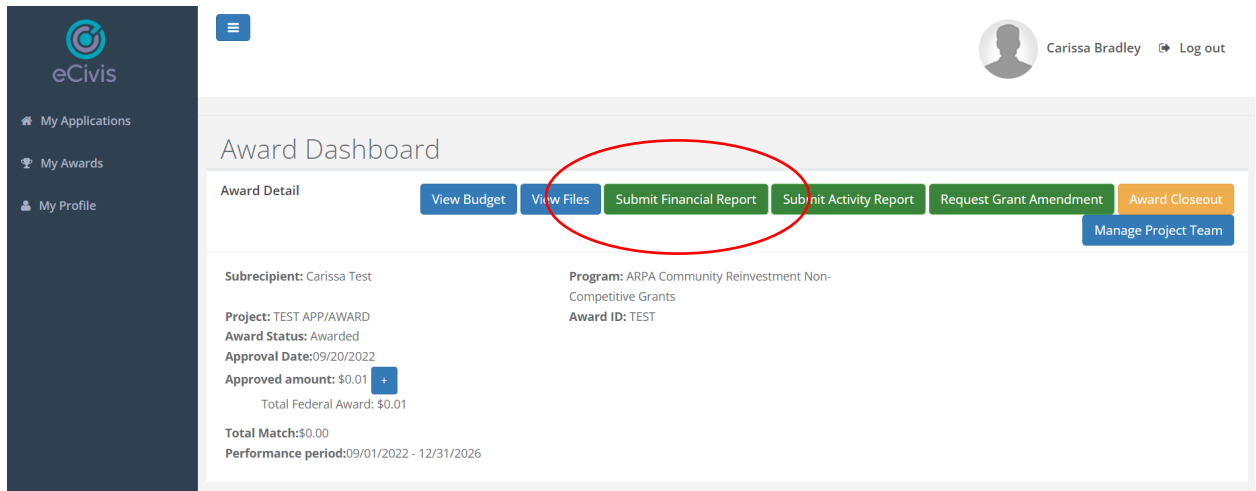 eCivis
Carissa Bradley Log out
My Applications
My Awards
My Profile
Award Dashboard
Award Detail
View Budget
View Files
Submit Financial Report
Submit Activity Report
Request Grant Amendment
Award Closeout
Manage Project Team
Subrecipient: Carissa Test
Program: ARPA Community Reinvestment Non-
Competitive Grants
Project: TEST APP/AWARD
Award ID: TEST
Award Status: Awarded
Approval Date:09/20/2022
Approved amount: $0.01 +
Total Federal Award: $0.01
Total Match:$0.00
Performance period:09/01/2022 - 12/31/2026